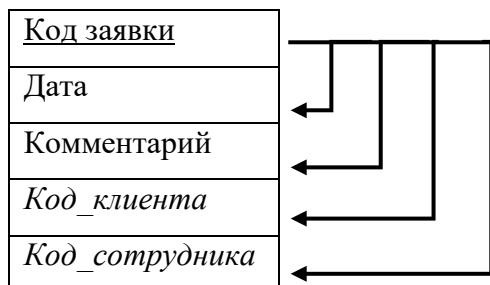 Код заявки
Дата
Комментарий
Код_клиента
Код_сотрудника